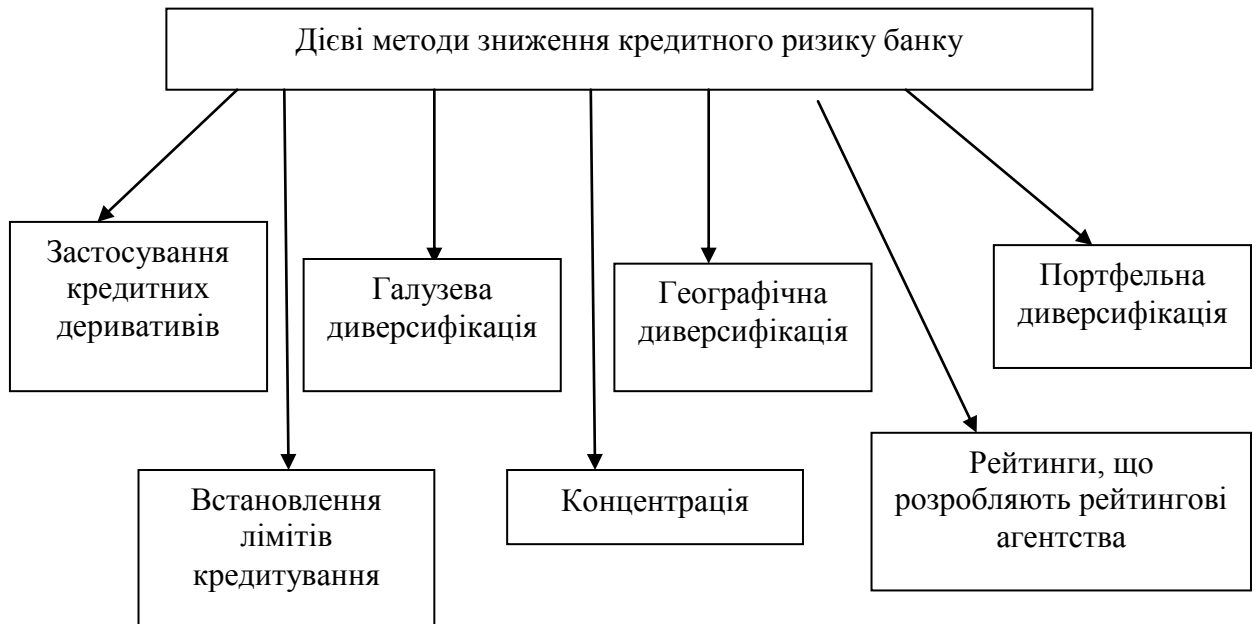 Дієві методи зниження кредитного ризику банку
Застосування
кредитних
деривативів
Галузева
диверсифікація
Географічна
диверсифікація
Портфельна
диверсифікація
Встановлення
лімітів
кредитування
Концентрація
Рейтинги, що
розробляють рейтингові
агентства